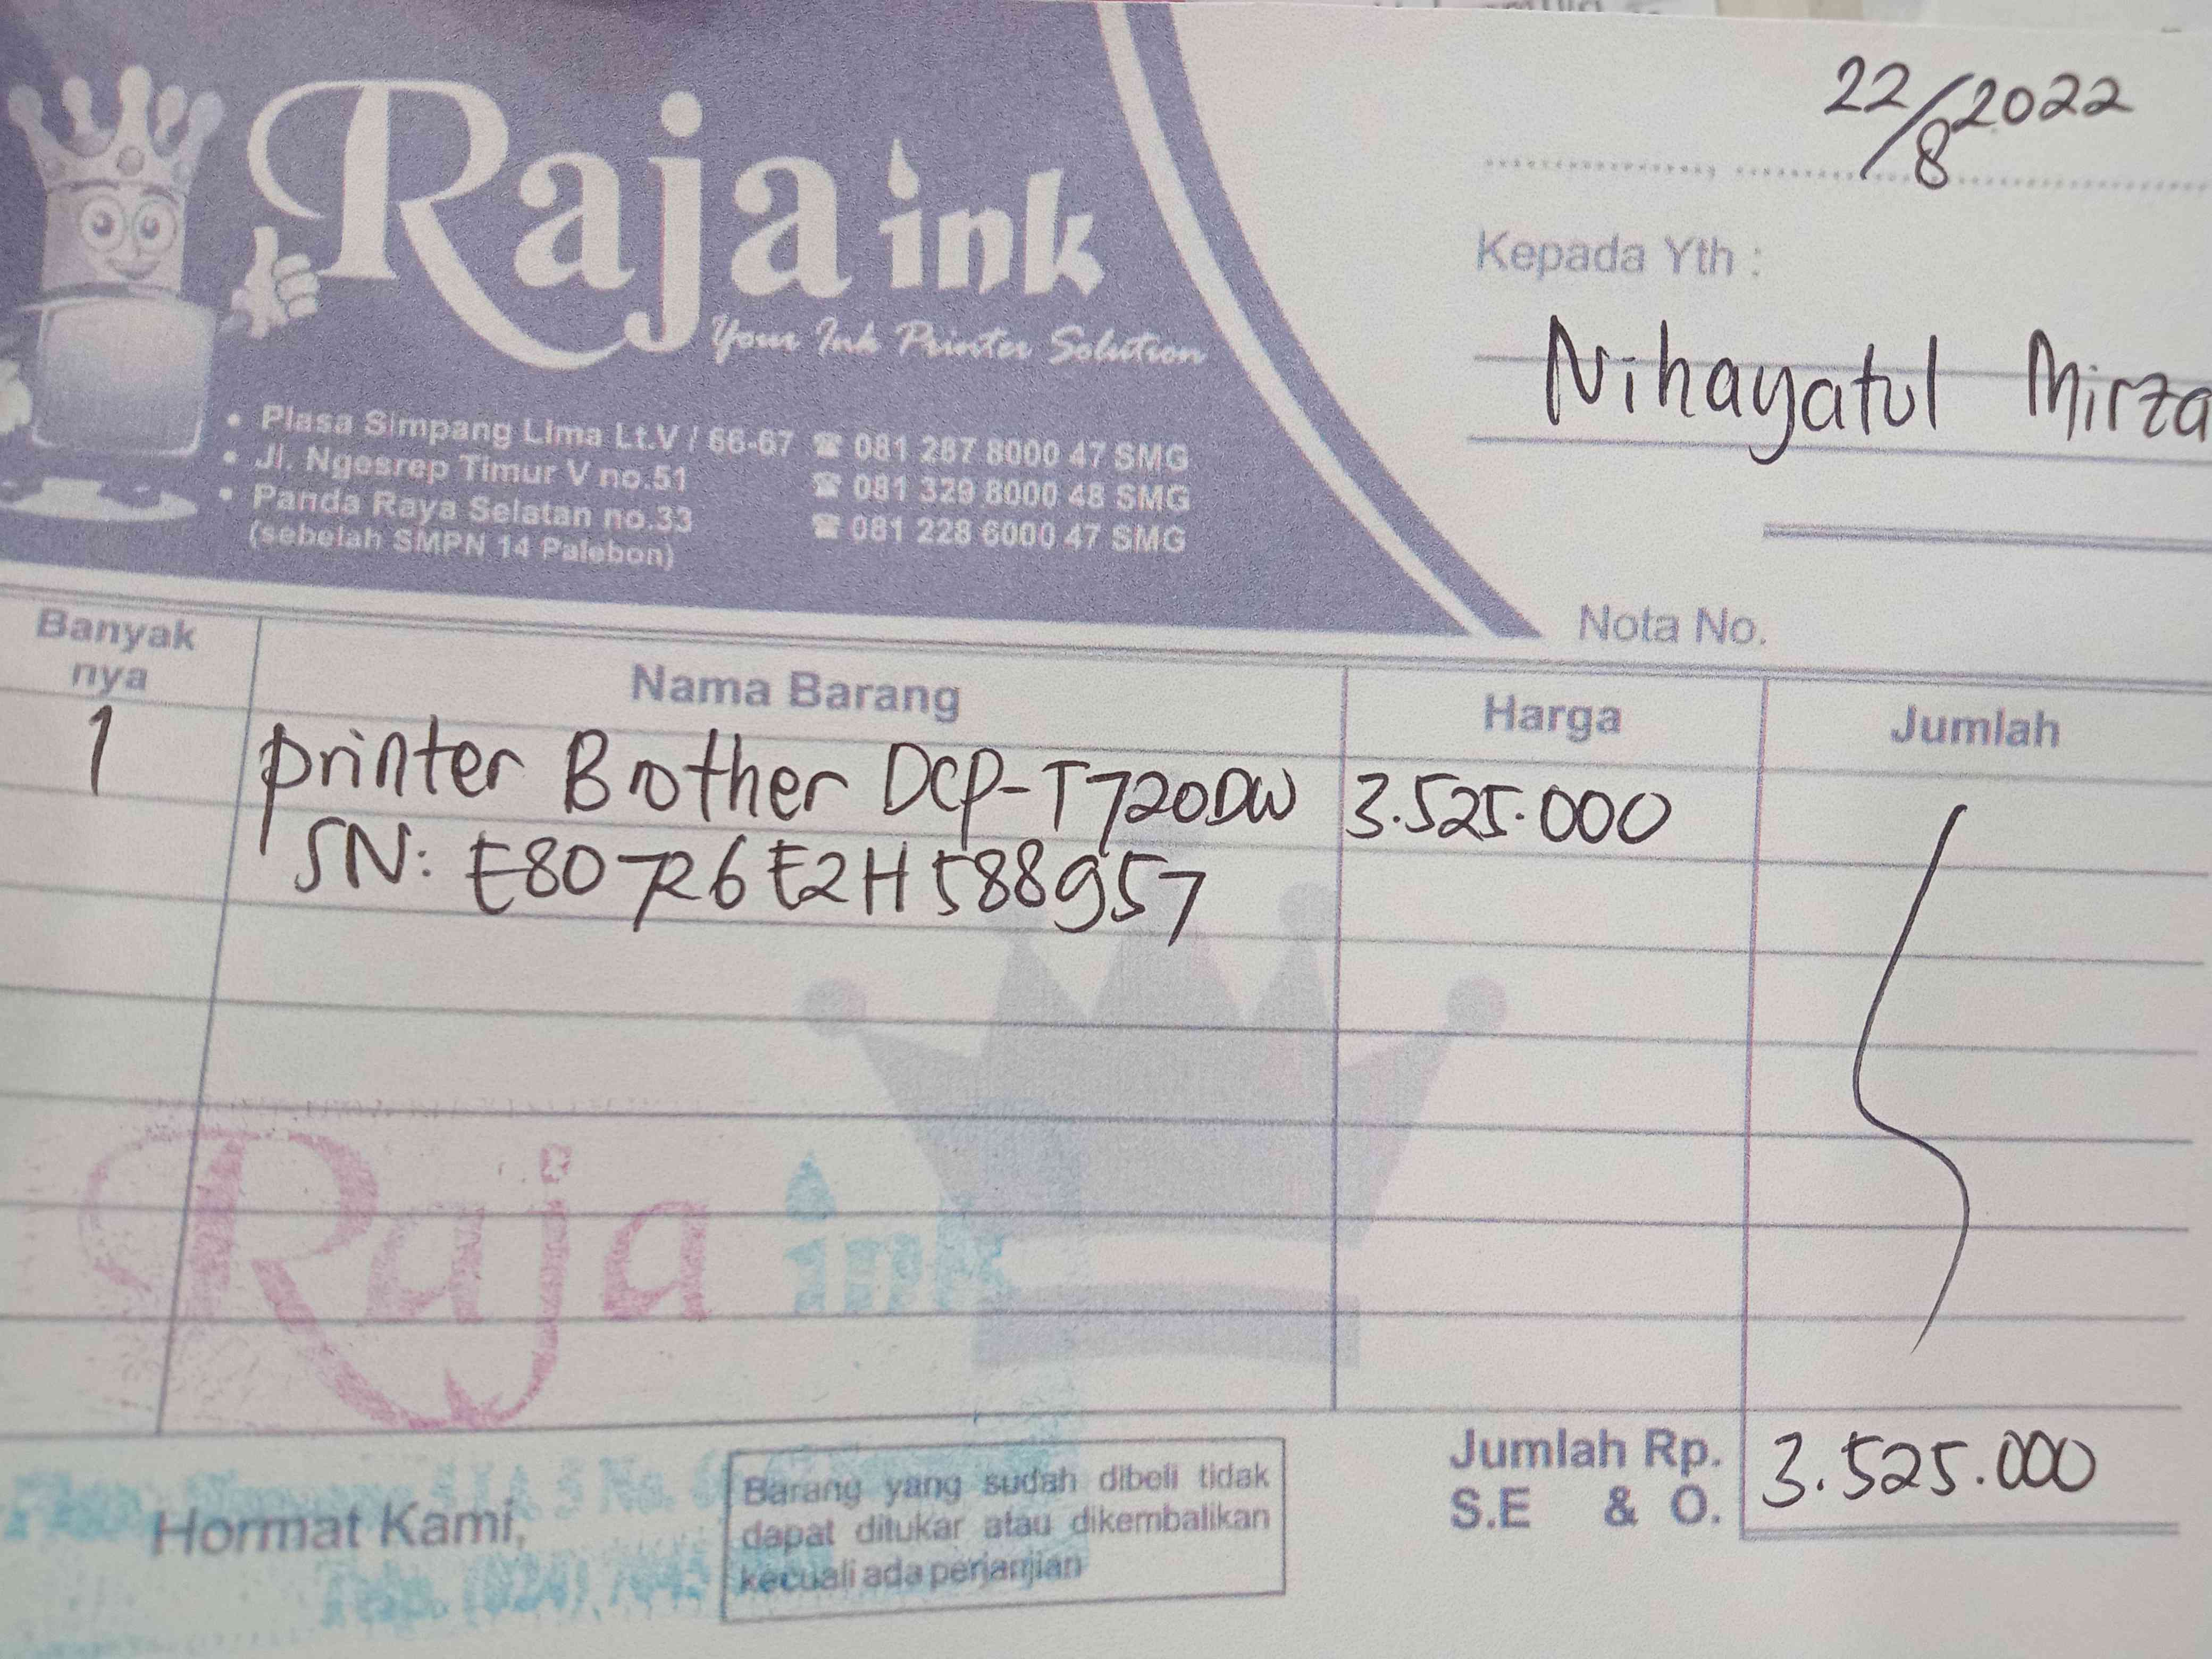 Raja ink
Your Ink Printer Solution
• Plasa Simpang Lima Lt.V / 66-67 ☎ 081 287 8000 47 SMG
• Jl. Ngesrep Timur V no.51 ☎ 081 329 8000 48 SMG
• Panda Raya Selatan no.33 ☎ 081 228 6000 47 SMG
(sebelah SMPN 14 Palebon)
22/8 2022
Kepada Yth :
Nihayatul Mirza
Nota No.
Banyak nya Nama Barang Harga Jumlah
1 printer Brother DCP-T720DW 3.525.000
SN: E807R6E2H588957
Raja ink
Hormat Kami,
Barang yang sudah dibeli tidak
dapat ditukar atau dikembalikan
kecuali ada perjanjian
Jumlah Rp. 3.525.000
S.E & O.